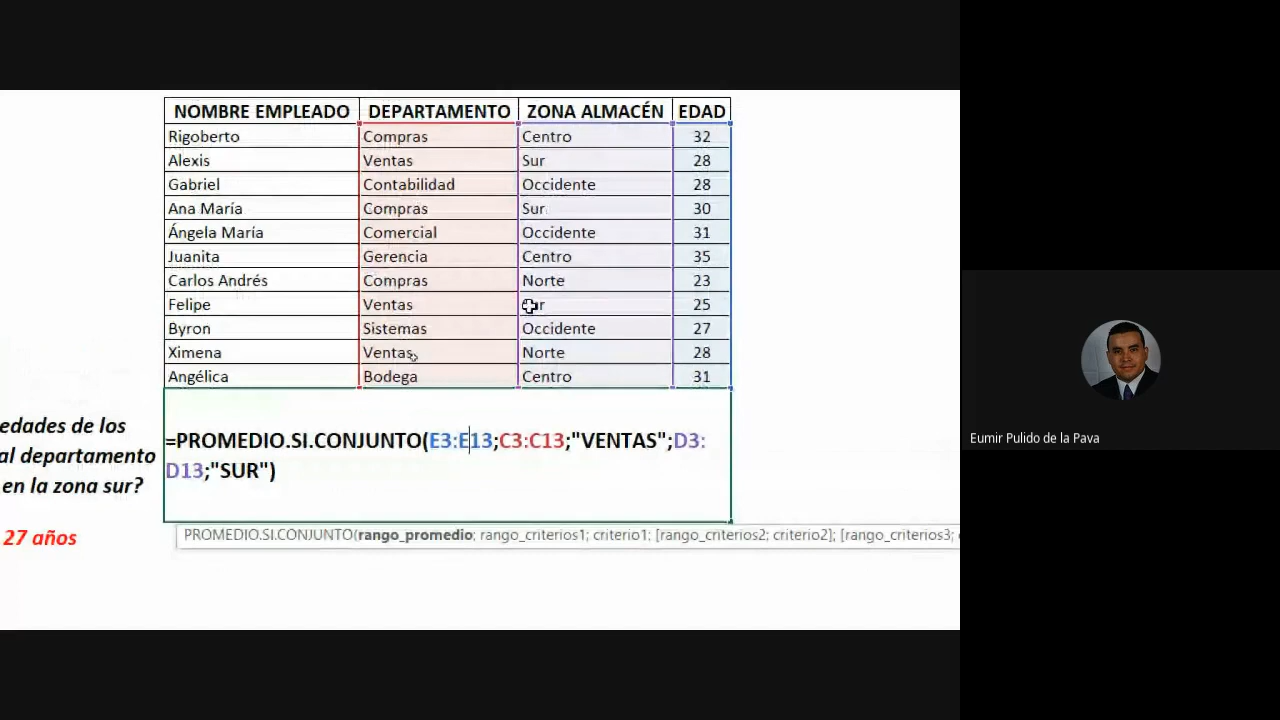 NOMBRE EMPLEADO DEPARTAMENTO ZONA ALMACÉN EDAD
Rigoberto Compras Centro 32
Alexis Ventas Sur 28
Gabriel Contabilidad Occidente 28
Ana María Compras Sur 30
Ángela María Comercial Occidente 31
Juanita Gerencia Centro 35
Carlos Andrés Compras Norte 23
Felipe Ventas 25
Byron Sistemas Occidente 27
Ximena Ventas Norte 28
Angélica Bodega Centro 31
edades de los
al departamento
en la zona sur?
27 años
=PROMEDIO.SI.CONJUNTO(E3:E13;C3:C13;"VENTAS";D3:
D13;"SUR")
PROMEDIO.SI.CONJUNTO(rango_promedio; rango_criterios1; criterio1; [rango_criterios2; criterio2]; [rango_criterios3;
Eumir Pulido de la Pava